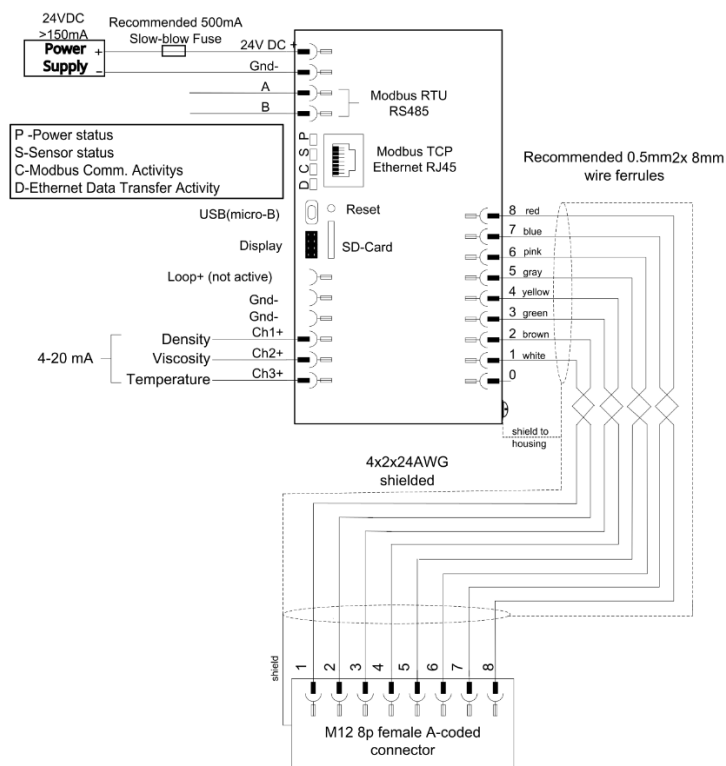 24VDC
>150mA
Power
Supply
+
–
Recommended 500mA
Slow-blow Fuse
24V DC +
Gnd-
A
B
Modbus RTU
RS485
P -Power status
S-Sensor status
C-Modbus Comm. Activitys
D-Ethernet Data Transfer Activity
P
S
C
D
Modbus TCP
Ethernet RJ45
Recommended 0.5mm2x 8mm
wire ferrules
USB(micro-B)
Reset
Display
SD-Card
Loop+ (not active)
Gnd-
Gnd-
4-20 mA
Density
Ch1+
Viscosity
Ch2+
Temperature
Ch3+
8 red
7 blue
6 pink
5 gray
4 yellow
3 green
2 brown
1 white
0
shield to
housing
4x2x24AWG
shielded
shield
1
2
3
4
5
6
7
8
M12 8p female A-coded
connector